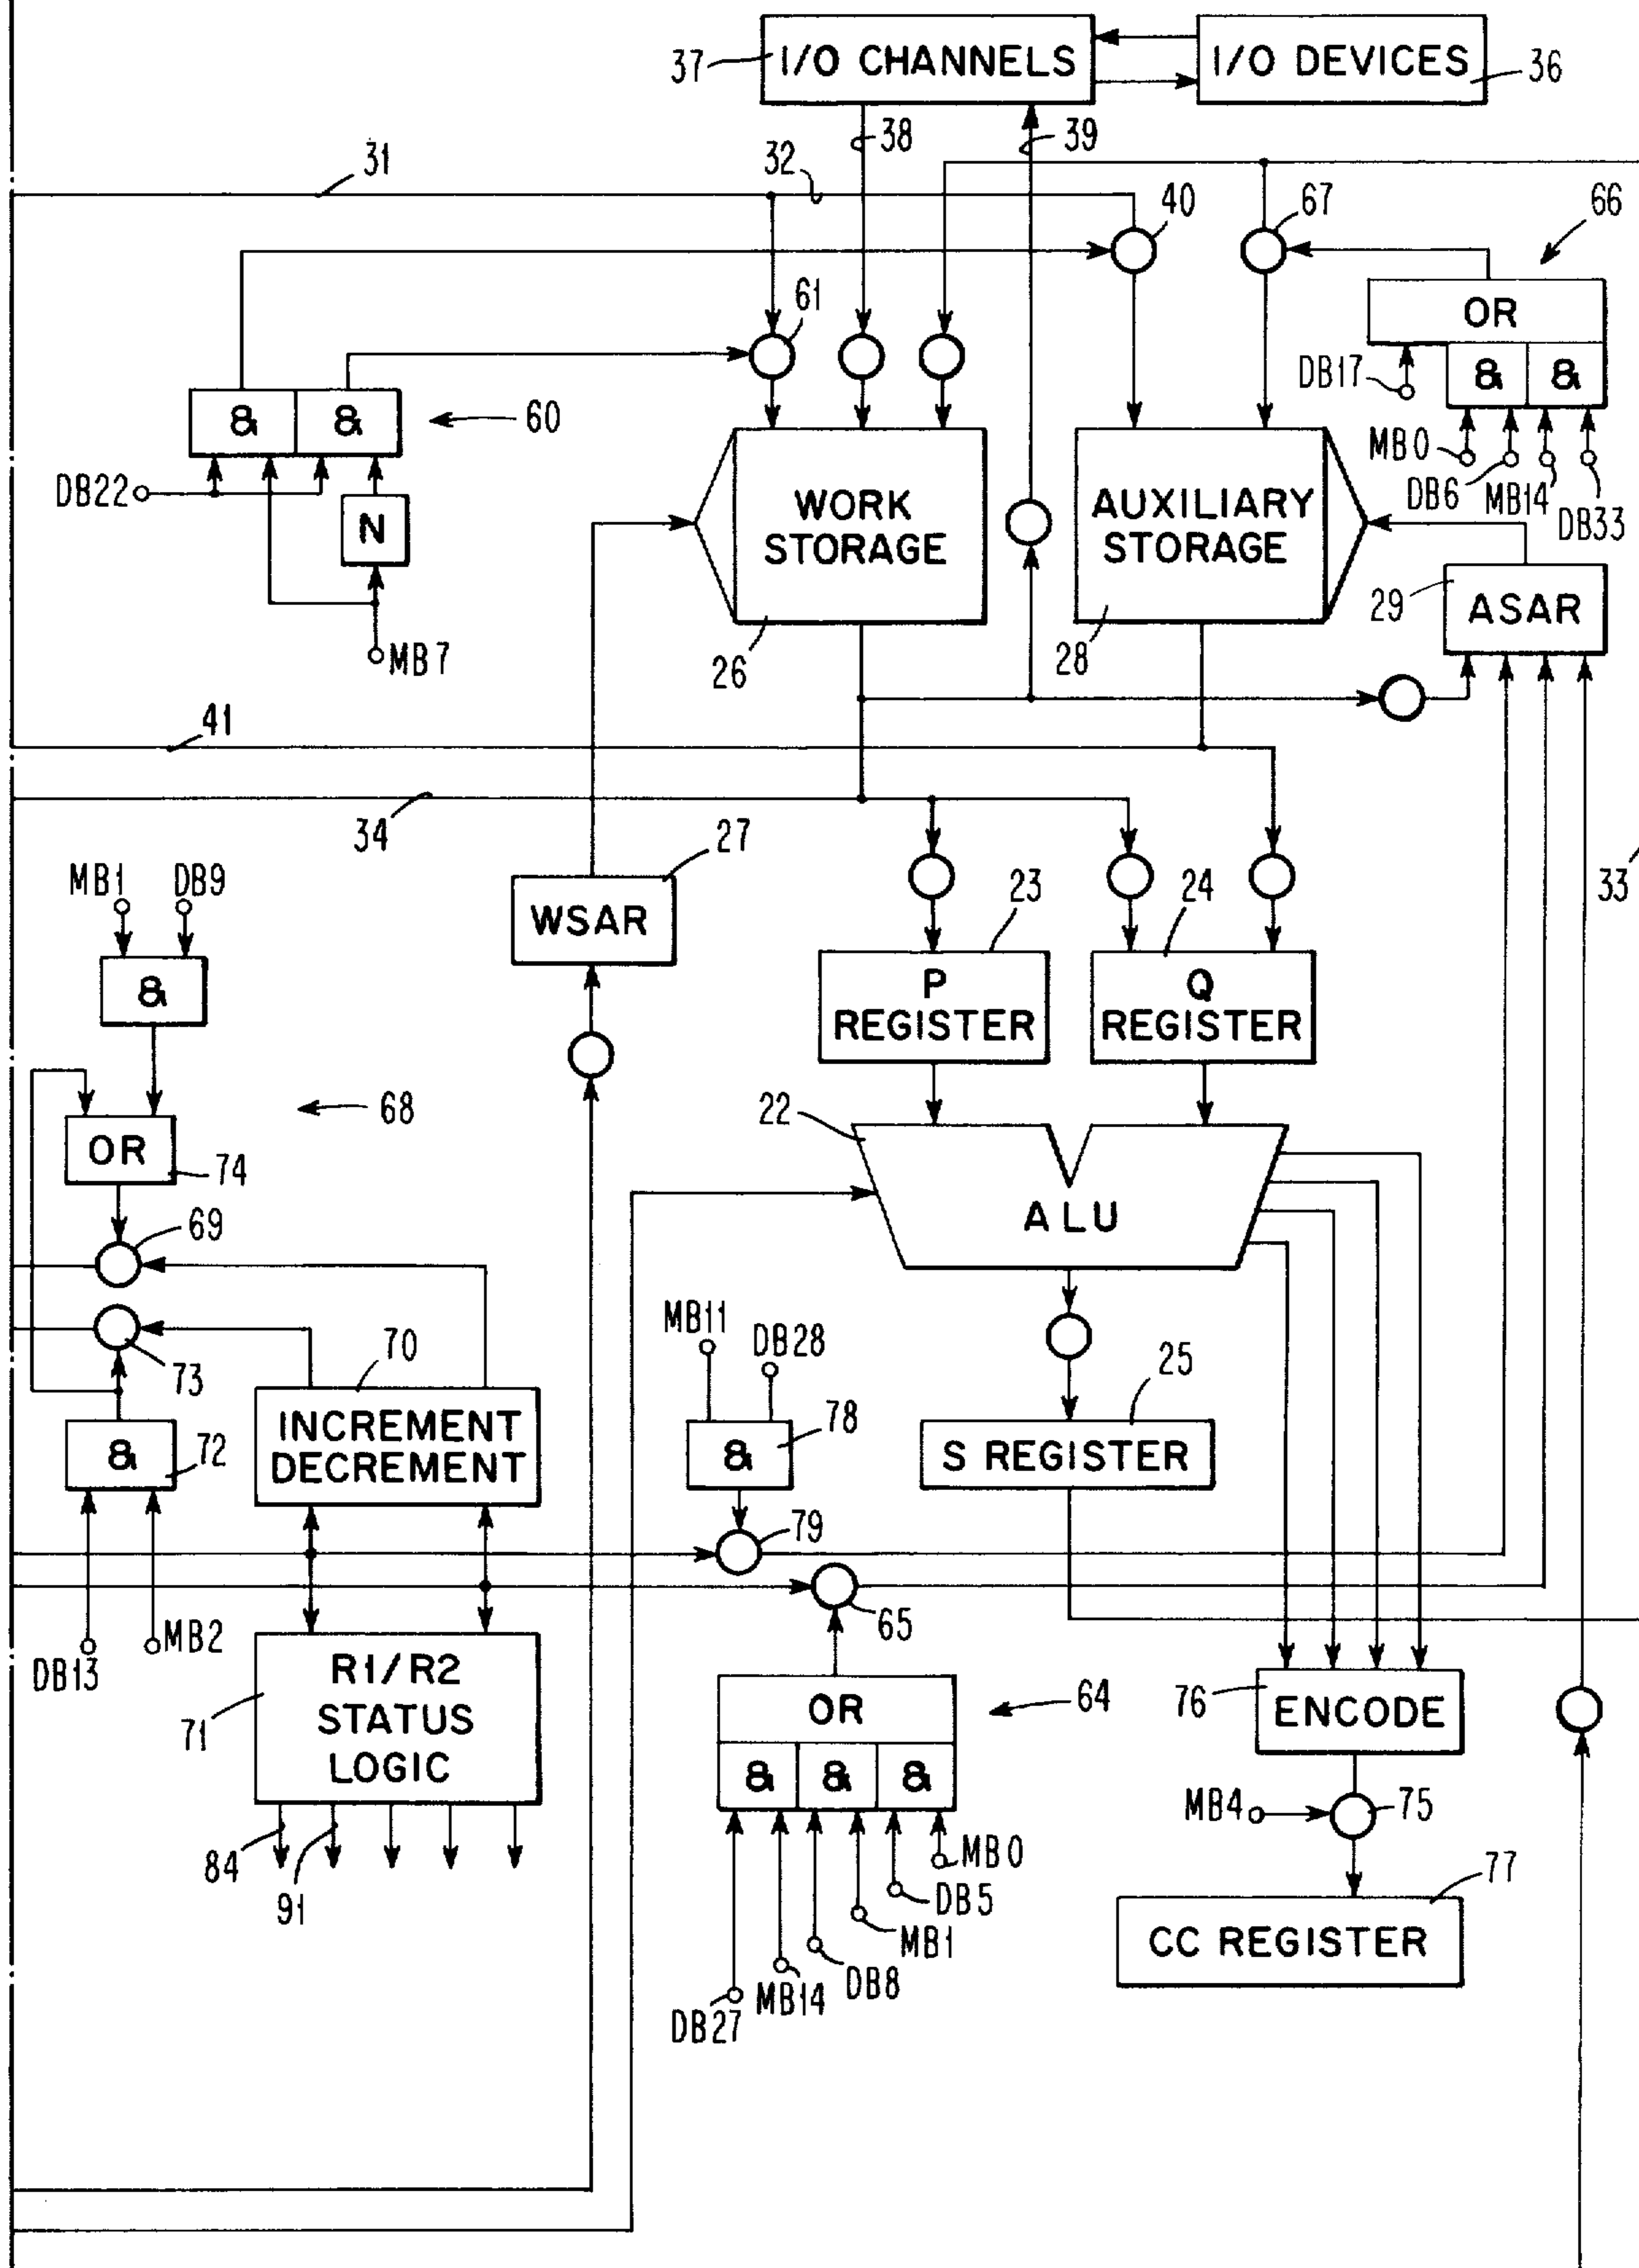 37
I/O CHANNELS
I/O DEVICES
36
38
39
31
32
40
67
66
61
OR
DB17
&
&
&
&
60
MB0
DB6
MB14
DB33
DB22
N
WORK
STORAGE
AUXILIARY
STORAGE
29
ASAR
MB7
26
28
41
34
27
33
MB1
DB9
23
24
WSAR
&
P
REGISTER
Q
REGISTER
68
22
OR
74
ALU
69
MB11
DB28
70
73
25
INCREMENT
DECREMENT
78
&
72
&
S REGISTER
79
65
DB13
MB2
R1/R2
STATUS
LOGIC
71
OR
64
76
ENCODE
&
&
&
MB4
75
84
91
MB0
DB5
MB1
DB8
MB14
DB27
77
CC REGISTER